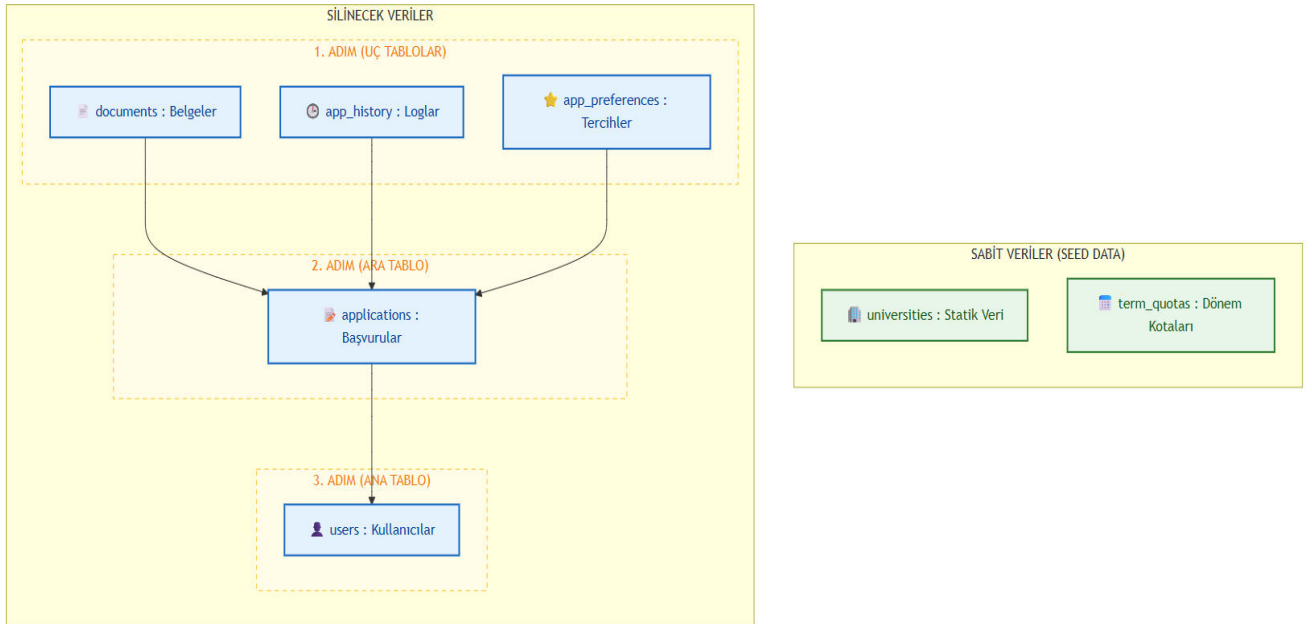 SİLİNECEK VERİLER
1. ADIM (UÇ TABLOLAR)
documents : Belgeler
app_history : Loglar
app_preferences :
Tercihler
2. ADIM (ARA TABLO)
applications :
Başvurular
3. ADIM (ANA TABLO)
users : Kullanıcılar
SABİT VERİLER (SEED DATA)
universities : Statik Veri
term_quotas : Dönem
Kotaları